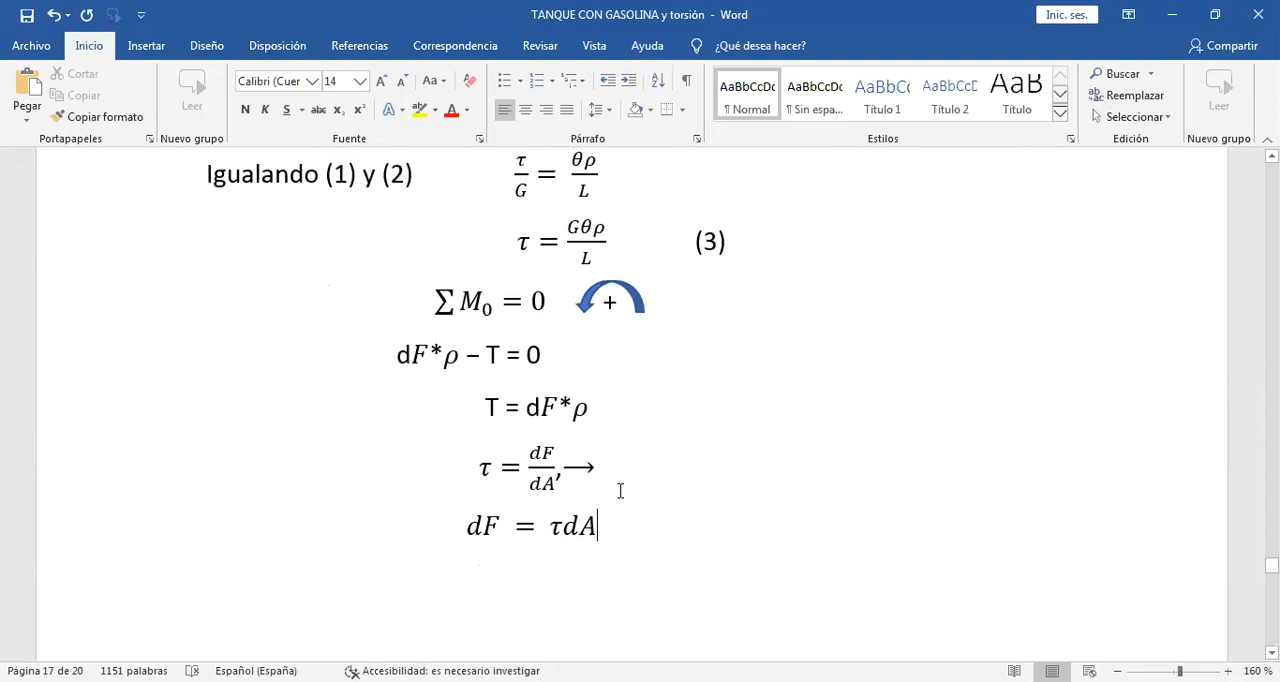 TANQUE CON GASOLINA y torsión - Word
Inic. ses.
Archivo Inicio Insertar Diseño Disposición Referencias Correspondencia Revisar Vista Ayuda ¿Qué desea hacer? Compartir
Pegar Cortar Copiar Copiar formato
Portapapeles
Leer
Nuevo grupo
Calibri (Cuer 14
N K S abc x₂ x²
Fuente
Párrafo
AaBbCcDc AaBbCcDc AaBbCc AaBbCcD AaB
¶ Normal ¶ Sin espa... Título 1 Título 2 Título
Estilos
Buscar
Reemplazar
Seleccionar
Edición
Leer
Nuevo grupo
Igualando (1) y (2) τ/G = θρ/L
τ = Gθρ/L (3)
∑ M₀ = 0 +
dF*ρ – T = 0
T = dF*ρ
τ = dF/dA, ⟶
dF = τdA
Página 17 de 20 1151 palabras Español (España) Accesibilidad: es necesario investigar 160 %